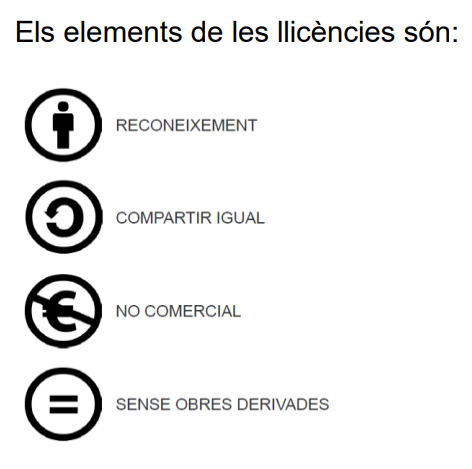 Els elements de les llicències són:
RECONEIXEMENT
COMPARTIR IGUAL
NO COMERCIAL
SENSE OBRES DERIVADES